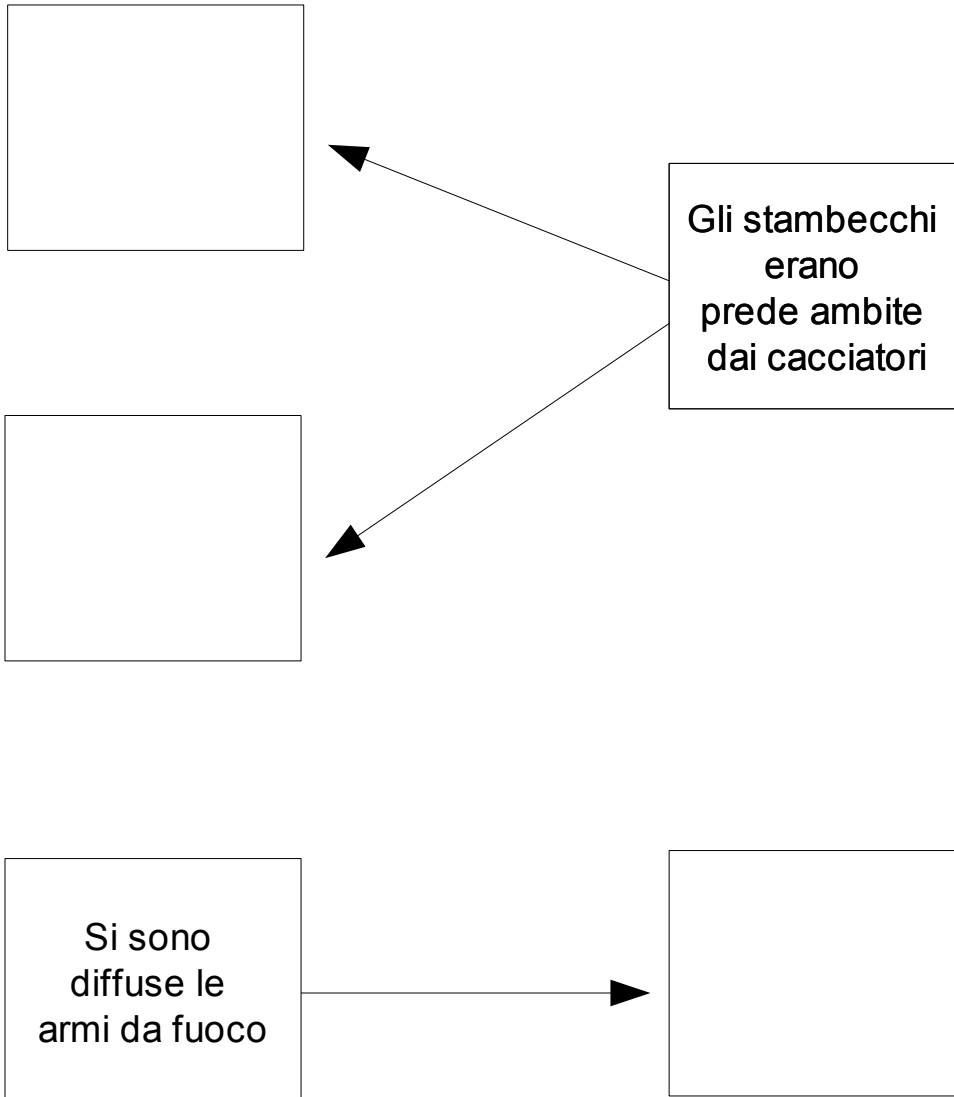 Gli stambecchi
erano
prede ambite
dai cacciatori
Si sono
diffuse le
armi da fuoco